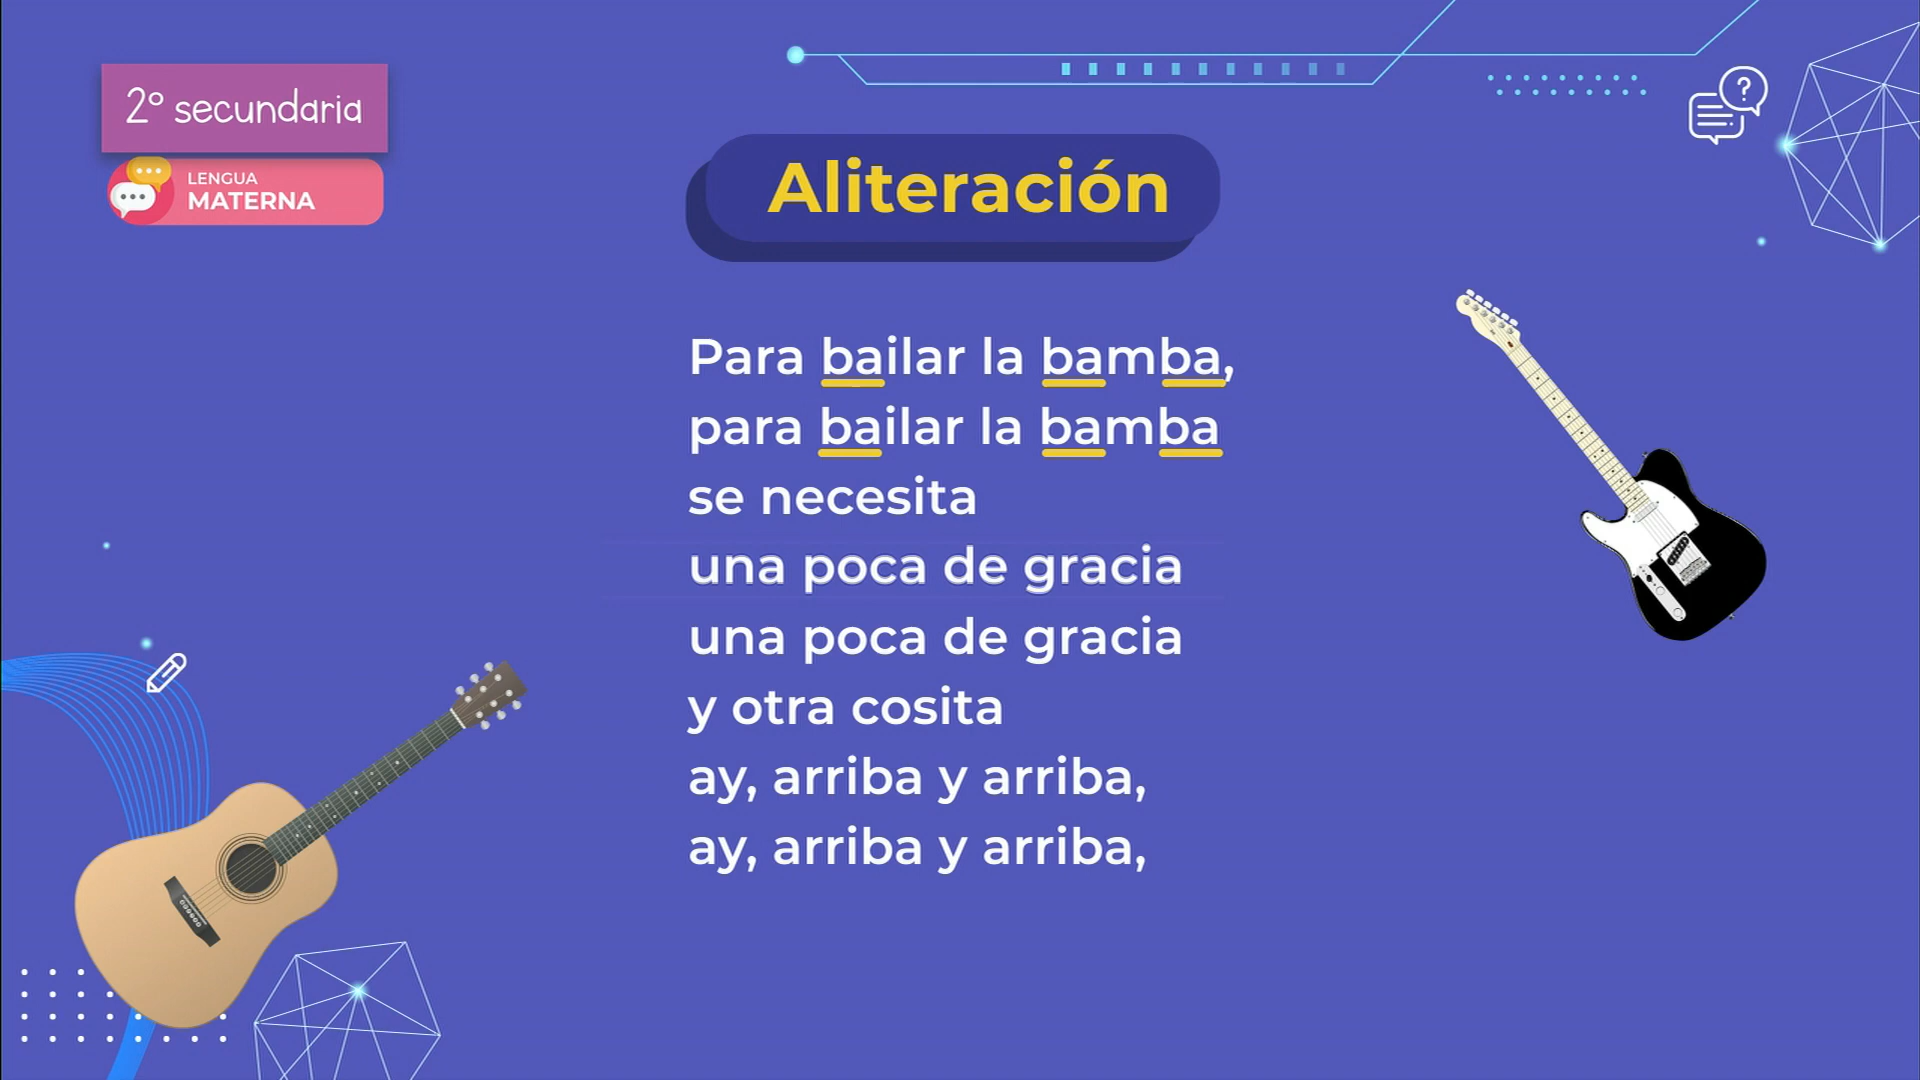 2° secundaria
LENGUA
MATERNA
Aliteración
Para bailar la bamba,
para bailar la bamba
se necesita
una poca de gracia
una poca de gracia
y otra cosita
ay, arriba y arriba,
ay, arriba y arriba,